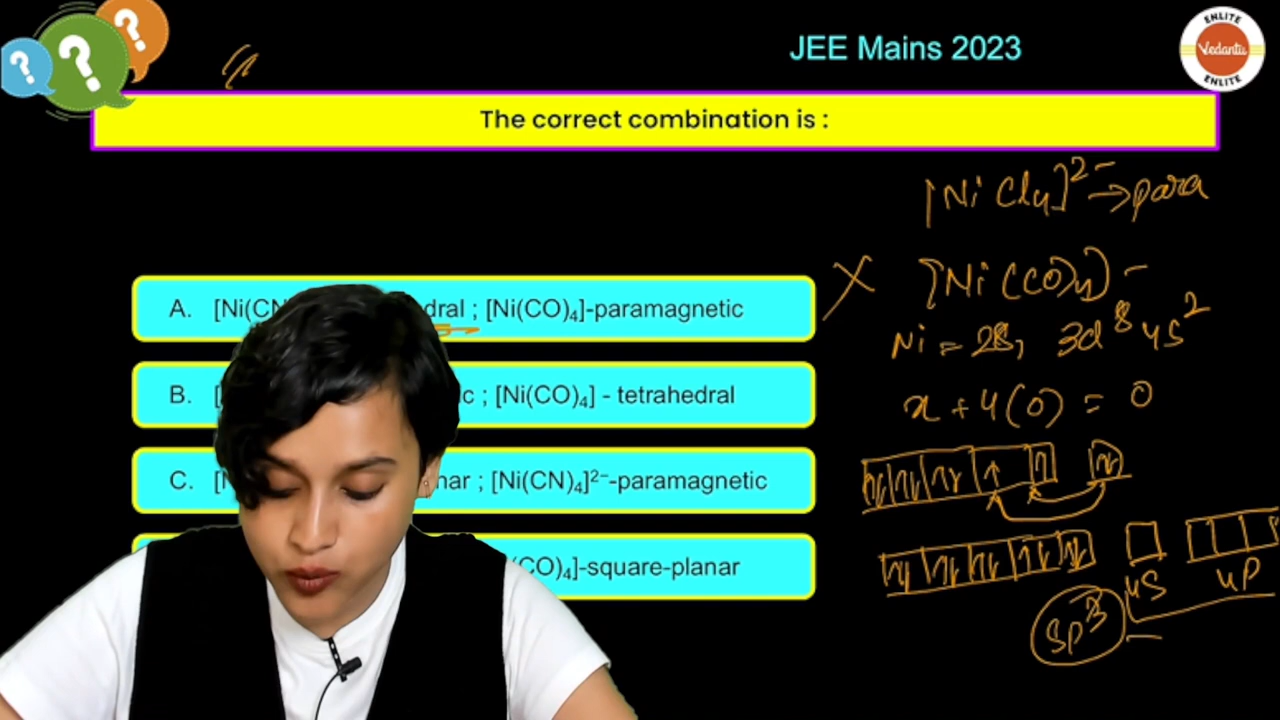 ? ? ?
JEE Mains 2023
ENLITE
Vedantu
ENLITE
The correct combination is :
[NiCl₄]²⁻ → para
A. [Ni(CN dral ; [Ni(CO)₄]-paramagnetic
X [Ni(CO)₄] -
Ni = 28, 3d⁸ 4s²
B. [ c ; [Ni(CO)₄] - tetrahedral
x + 4(0) = 0
C. [N nar ; [Ni(CN)₄]²⁻-paramagnetic
(CO)₄]-square-planar
4s 4p
sp³